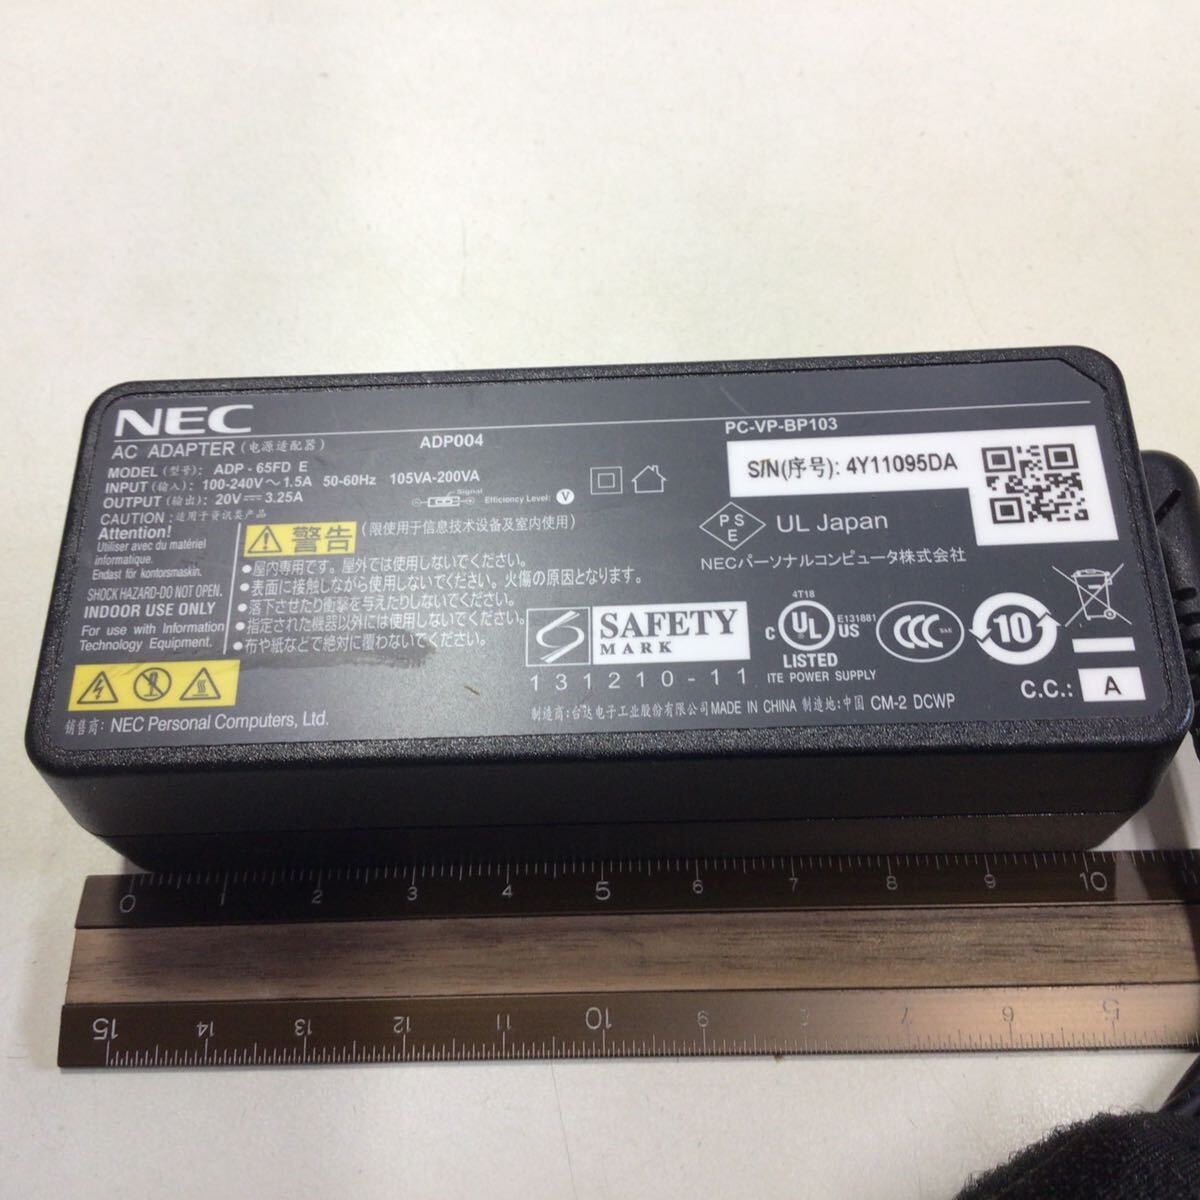 NEC
AC ADAPTER (电源适配器)
ADP004
PC-VP-BP103
MODEL (型号): ADP-65FD E
INPUT (输入): 100-240V～1.5A 50-60Hz 105VA-200VA
OUTPUT (输出): 20V 3.25A
Signal
Efficiency Level: V
CAUTION: 适用于资讯类产品
Attention!
Utiliser avec du matériel
informatique.
Endast för kontorsmaskin.
SHOCK HAZARD-DO NOT OPEN.
INDOOR USE ONLY
For use with Information
Technology Equipment.
销售商: NEC Personal Computers, Ltd.
警告 (限使用于信息技术设备及室内使用)
●屋内専用です。屋外では使用しないでください。
●表面に接触しながら使用しないでください。火傷の原因となります。
●落下させたり衝撃を与えたりしないでください。
●指定された機器以外には使用しないでください。
●布や紙などで絶対に覆わないでください。
S/N(序号): 4Y11095DA
PS
E
UL Japan
NECパーソナルコンピュータ株式会社
SAFETY
MARK
131210-11
4T18
C UL US
E131881
LISTED
ITE POWER SUPPLY
CCC S&E
10
C.C.: A
制造商:台达电子工业股份有限公司 MADE IN CHINA 制造地:中国 CM-2 DCWP
0 1 2 3 4 5 6 7 8 9 10
15 14 13 12 11 10 9 8 7 6 5